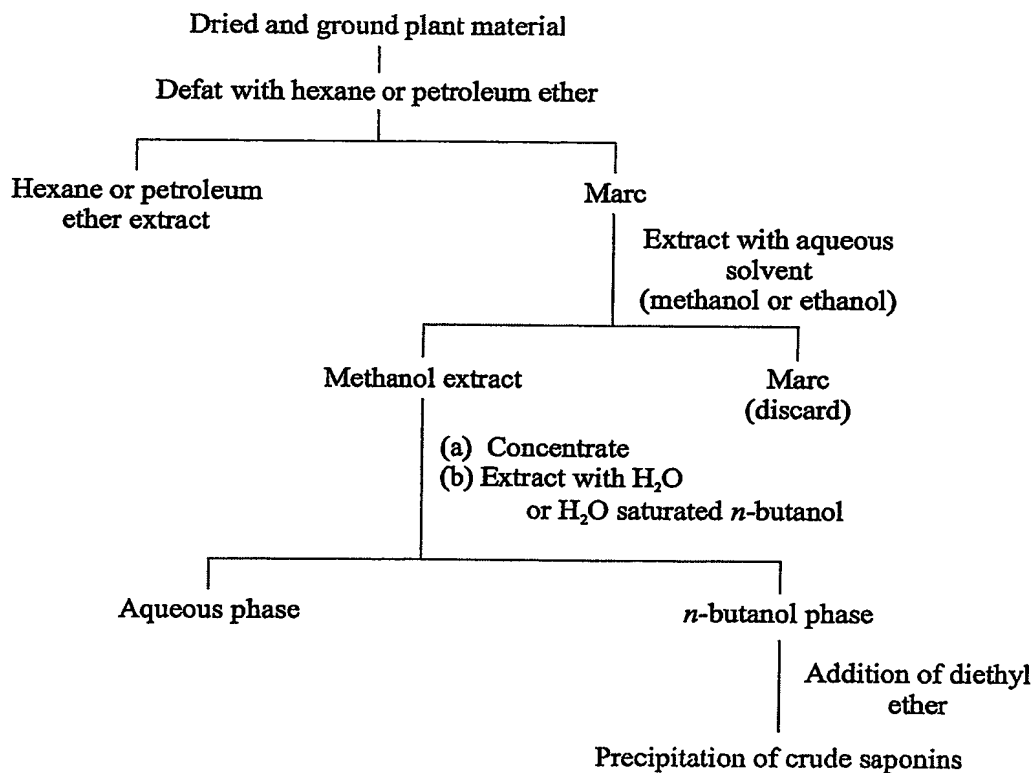 Dried and ground plant material
Defat with hexane or petroleum ether
Hexane or petroleum
ether extract
Marc
Extract with aqueous
solvent
(methanol or ethanol)
Methanol extract
Marc
(discard)
(a) Concentrate
(b) Extract with H₂O
or H₂O saturated n-butanol
Aqueous phase
n-butanol phase
Addition of diethyl
ether
Precipitation of crude saponins